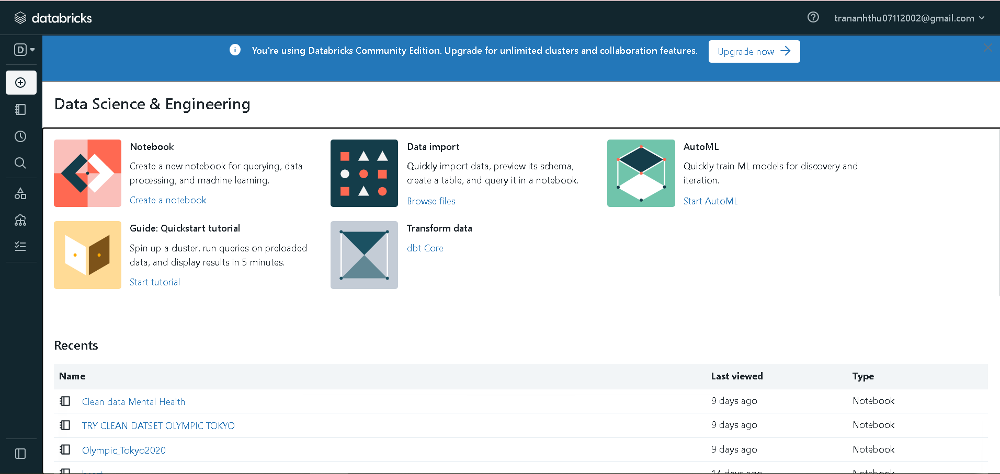 databricks
trananhthu07112002@gmail.com
D
You're using Databricks Community Edition. Upgrade for unlimited clusters and collaboration features.
Upgrade now
Data Science & Engineering
Notebook
Create a new notebook for querying, data
processing, and machine learning.
Create a notebook
Data import
Quickly import data, preview its schema,
create a table, and query it in a notebook.
Browse files
AutoML
Quickly train ML models for discovery and
iteration.
Start AutoML
Guide: Quickstart tutorial
Spin up a cluster, run queries on preloaded
data, and display results in 5 minutes.
Start tutorial
Transform data
dbt Core
Recents
Name Last viewed Type
Clean data Mental Health 9 days ago Notebook
TRY CLEAN DATSET OLYMPIC TOKYO 9 days ago Notebook
Olympic_Tokyo2020 9 days ago Notebook
14 days ago Notebook